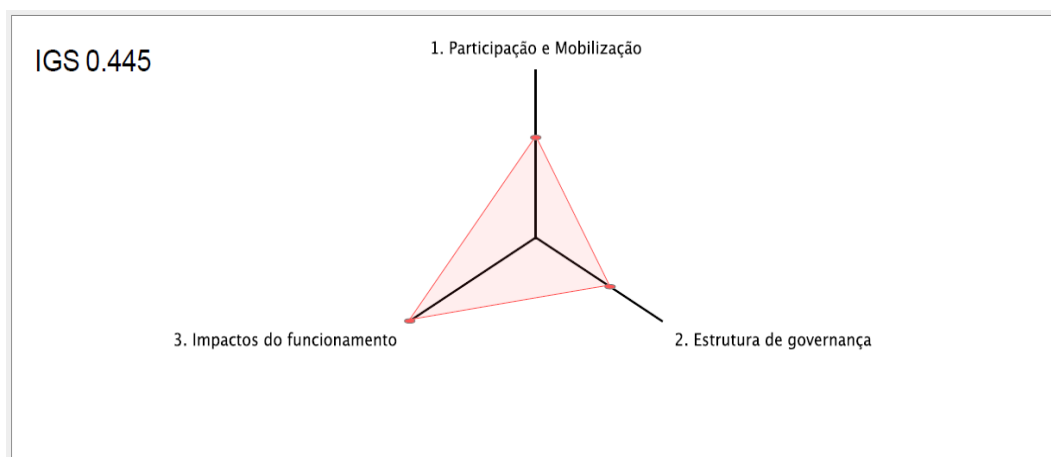 1. Participação e Mobilização
IGS 0.445
3. Impactos do funcionamento
2. Estrutura de governança